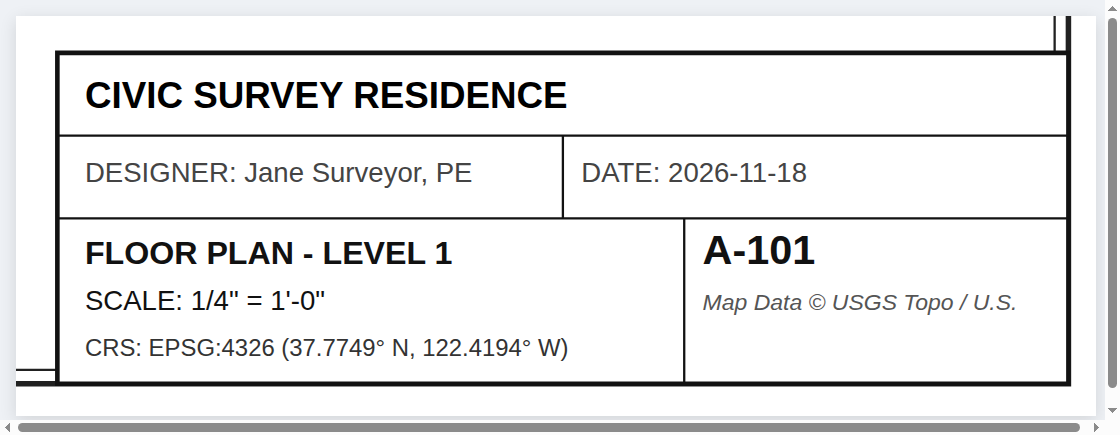 CIVIC SURVEY RESIDENCE
DESIGNER: Jane Surveyor, PE
DATE: 2026-11-18
FLOOR PLAN - LEVEL 1
SCALE: 1/4" = 1'-0"
CRS: EPSG:4326 (37.7749° N, 122.4194° W)
A-101
Map Data © USGS Topo / U.S.